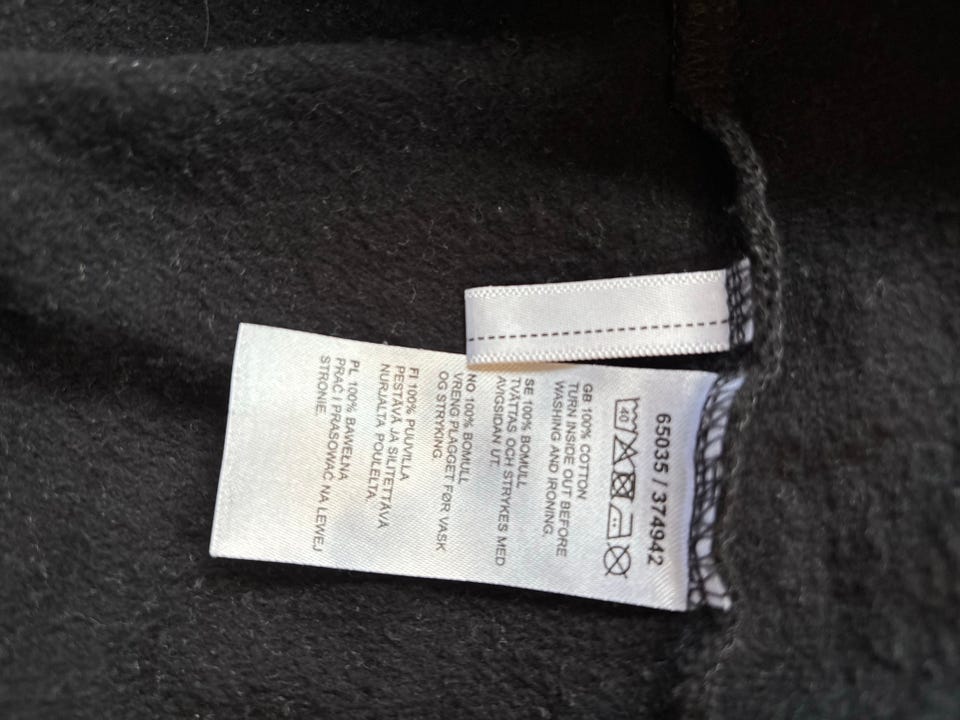 65035 / 374942
40
GB 100% COTTON
TURN INSIDE OUT BEFORE
WASHING AND IRONING.
SE 100% BOMULL
TVÄTTAS OCH STRYKES MED
AVIGSIDAN UT.
NO 100% BOMULL
VRENG PLAGGET FØR VASK
OG STRYKING.
FI 100% PUUVILLA
PESTÄVÄ JA SILITETTÄVÄ
NURJALTA POULELTA.
PL 100% BAWEŁNA
PRAĆ I PRASOWAĆ NA LEWEJ
STRONIE.